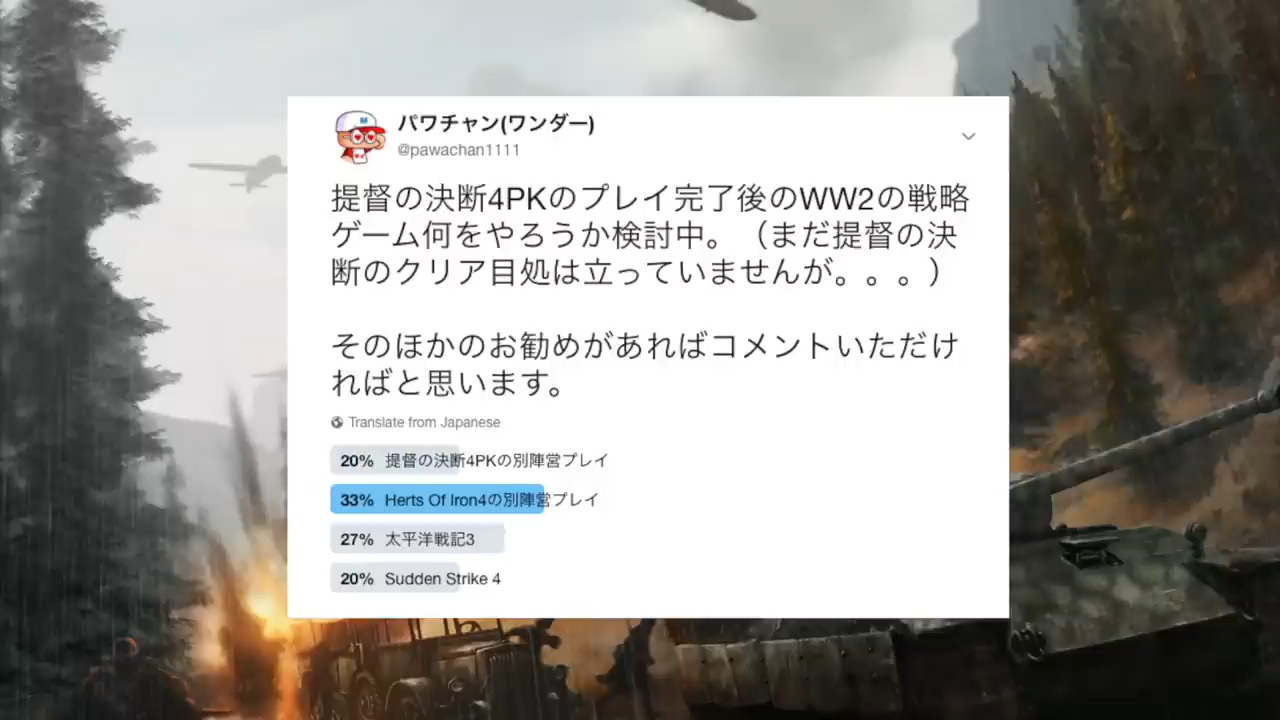 パワチャン(ワンダー)
@pawachan1111
提督の決断4PKのプレイ完了後のWW2の戦略
ゲーム何をやろうか検討中。（まだ提督の決
断のクリア目処は立っていませんが。。。）
そのほかのお勧めがあればコメントいただけ
ればと思います。
Translate from Japanese
20% 提督の決断4PKの別陣営プレイ
33% Herts Of Iron4の別陣営プレイ
27% 太平洋戦記3
20% Sudden Strike 4